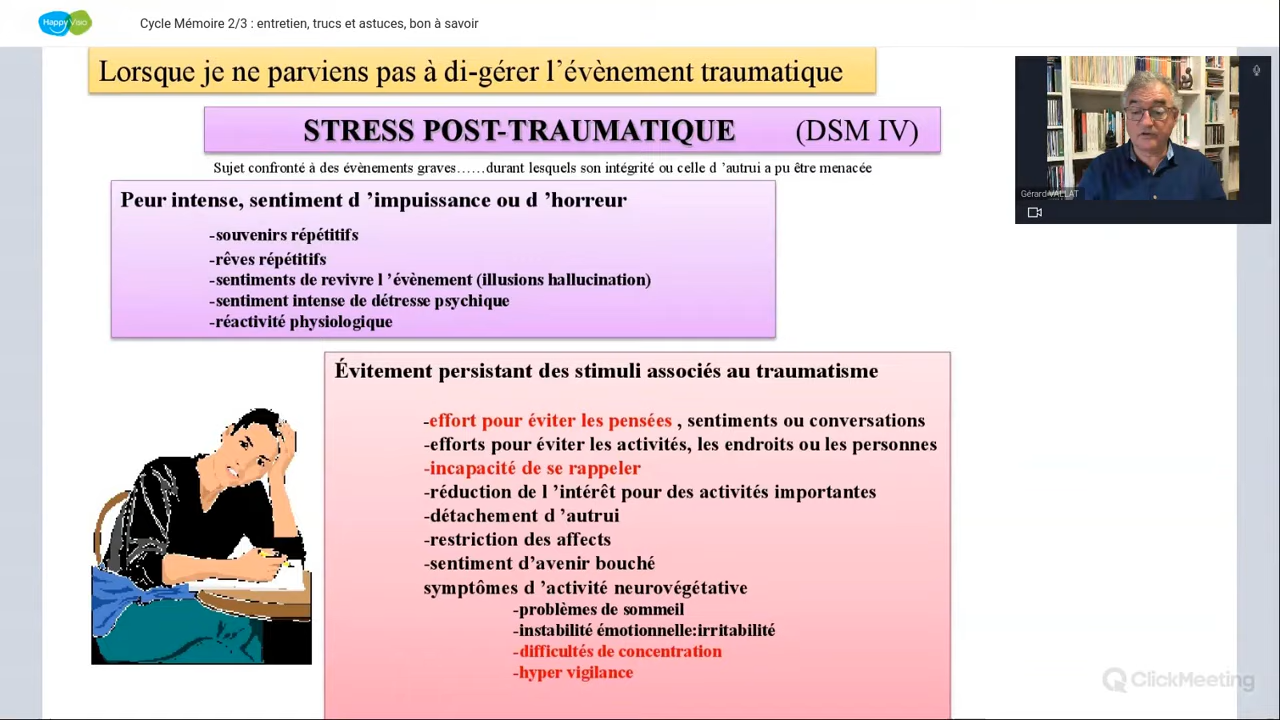 Happy Visio
Cycle Mémoire 2/3 : entretien, trucs et astuces, bon à savoir
Lorsque je ne parviens pas à di-gérer l’évènement traumatique
STRESS POST-TRAUMATIQUE (DSM IV)
Sujet confronté à des évènements graves……durant lesquels son intégrité ou celle d ’autrui a pu être menacée
Gérard VALLAT
Peur intense, sentiment d ’impuissance ou d ’horreur
-souvenirs répétitifs
-rêves répétitifs
-sentiments de revivre l ’évènement (illusions hallucination)
-sentiment intense de détresse psychique
-réactivité physiologique
Évitement persistant des stimuli associés au traumatisme
-effort pour éviter les pensées , sentiments ou conversations
-efforts pour éviter les activités, les endroits ou les personnes
-incapacité de se rappeler
-réduction de l ’intérêt pour des activités importantes
-détachement d ’autrui
-restriction des affects
-sentiment d’avenir bouché
symptômes d ’activité neurovégétative
-problèmes de sommeil
-instabilité émotionnelle:irritabilité
-difficultés de concentration
-hyper vigilance
ClickMeeting